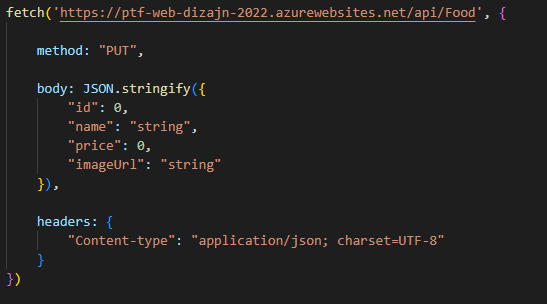 fetch('https://ptf-web-dizajn-2022.azurewebsites.net/api/Food', {
method: "PUT",
body: JSON.stringify({
"id": 0,
"name": "string",
"price": 0,
"imageUrl": "string"
}),
headers: {
"Content-type": "application/json; charset=UTF-8"
}
})